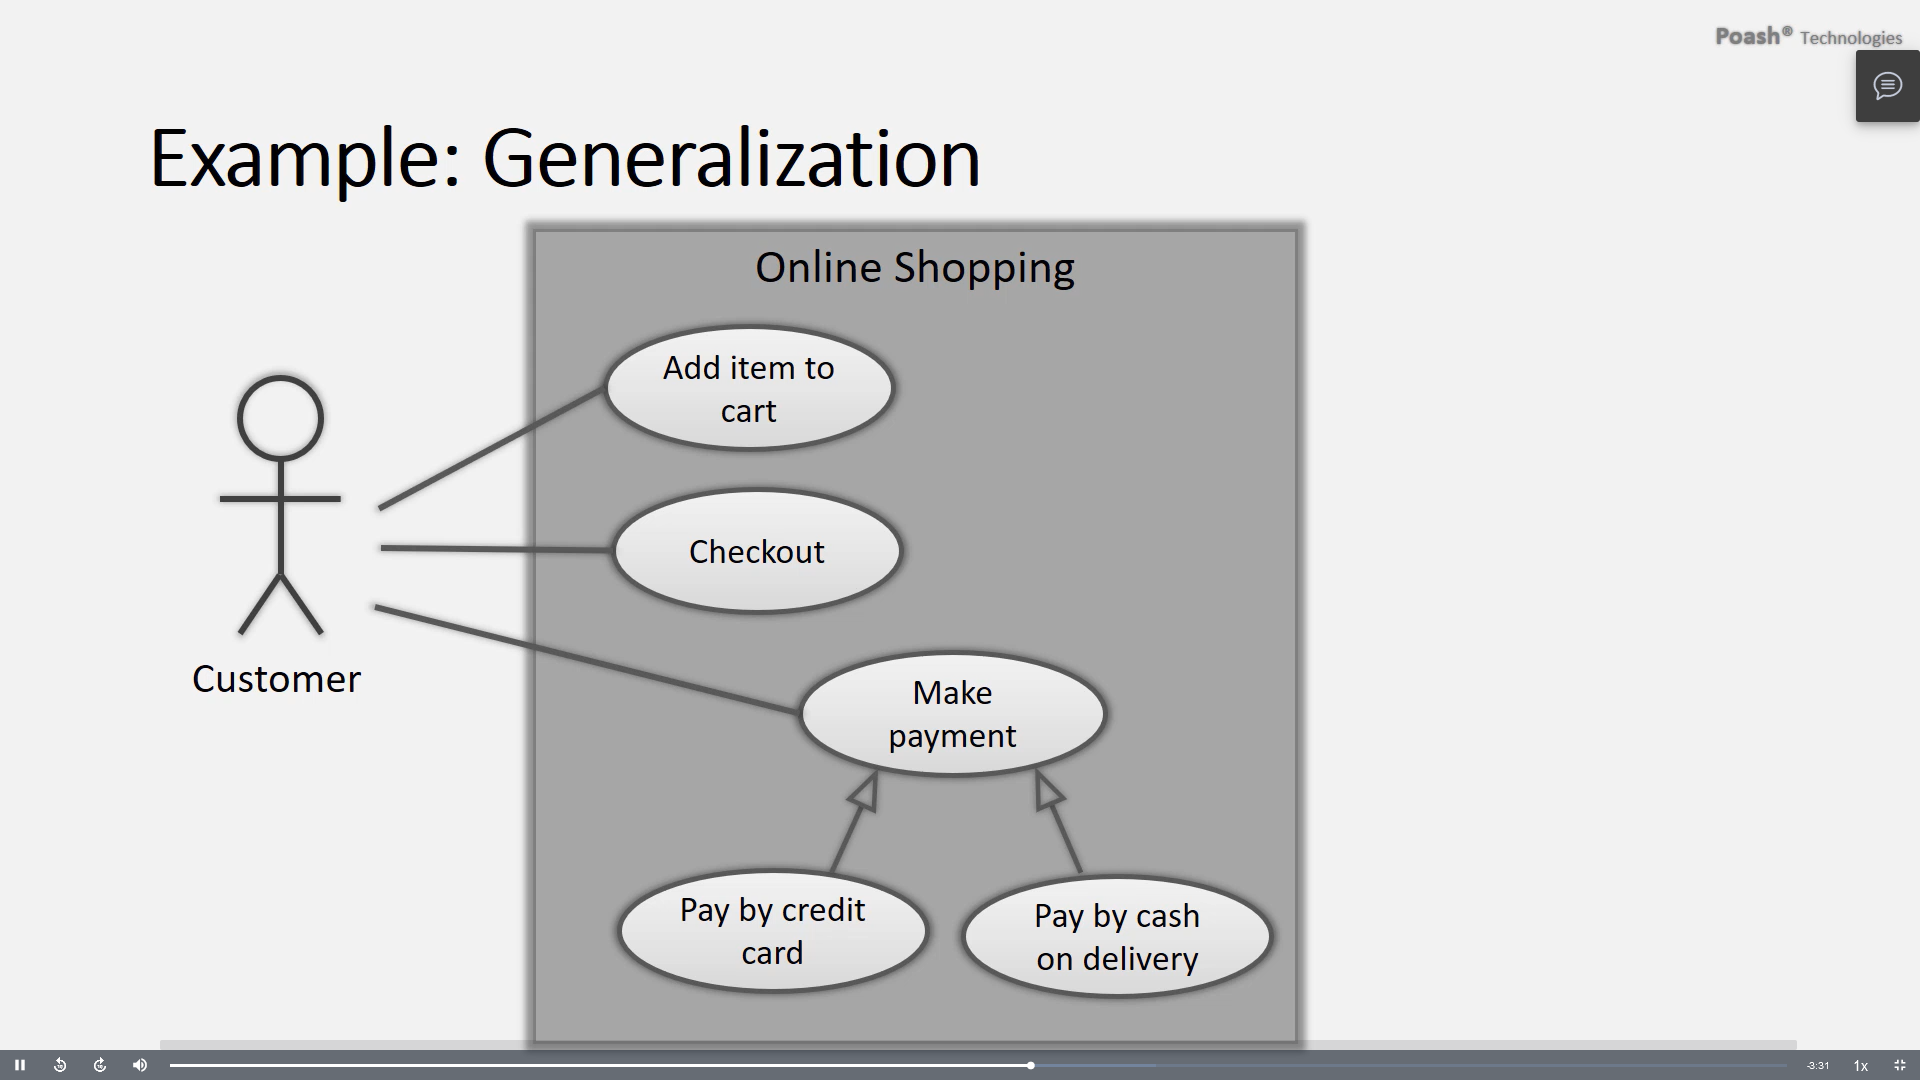 Poash® Technologies
Example: Generalization
Online Shopping
Add item to
cart
Checkout
Customer
Make
payment
Pay by credit
card
Pay by cash
on delivery
-3:31
1x